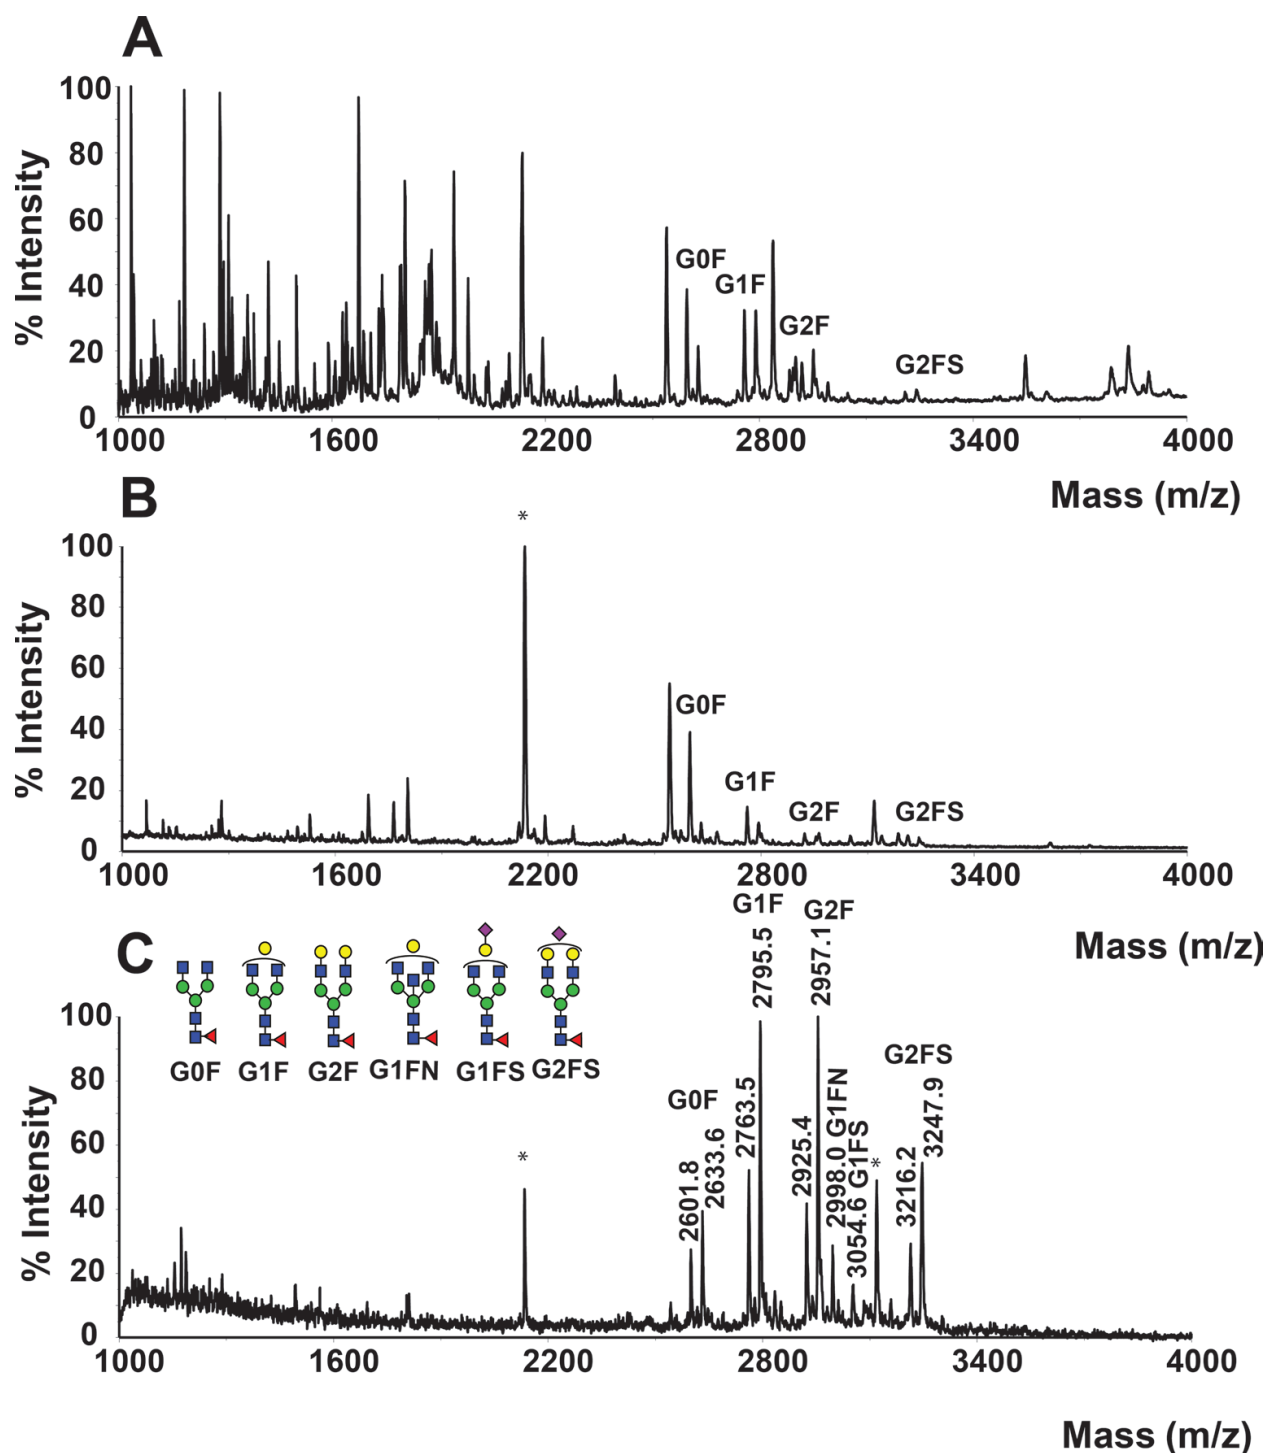 A
% Intensity
100
80
60
40
20
0
G0F
G1F
G2F
G2FS
1000 1600 2200 2800 3400 4000
Mass (m/z)
B
% Intensity
*
100
80
60
40
20
0
G0F
G1F
G2F
G2FS
1000 1600 2200 2800 3400 4000
Mass (m/z)
C
% Intensity
100
80
60
40
20
0
G0F G1F G2F G1FN G1FS G2FS
*
G0F
2601.8
2633.6
2763.5
G1F
2795.5
2925.4
G2F
2957.1
2998.0 G1FN
3054.6 G1FS
*
3216.2
G2FS
3247.9
1000 1600 2200 2800 3400 4000
Mass (m/z)